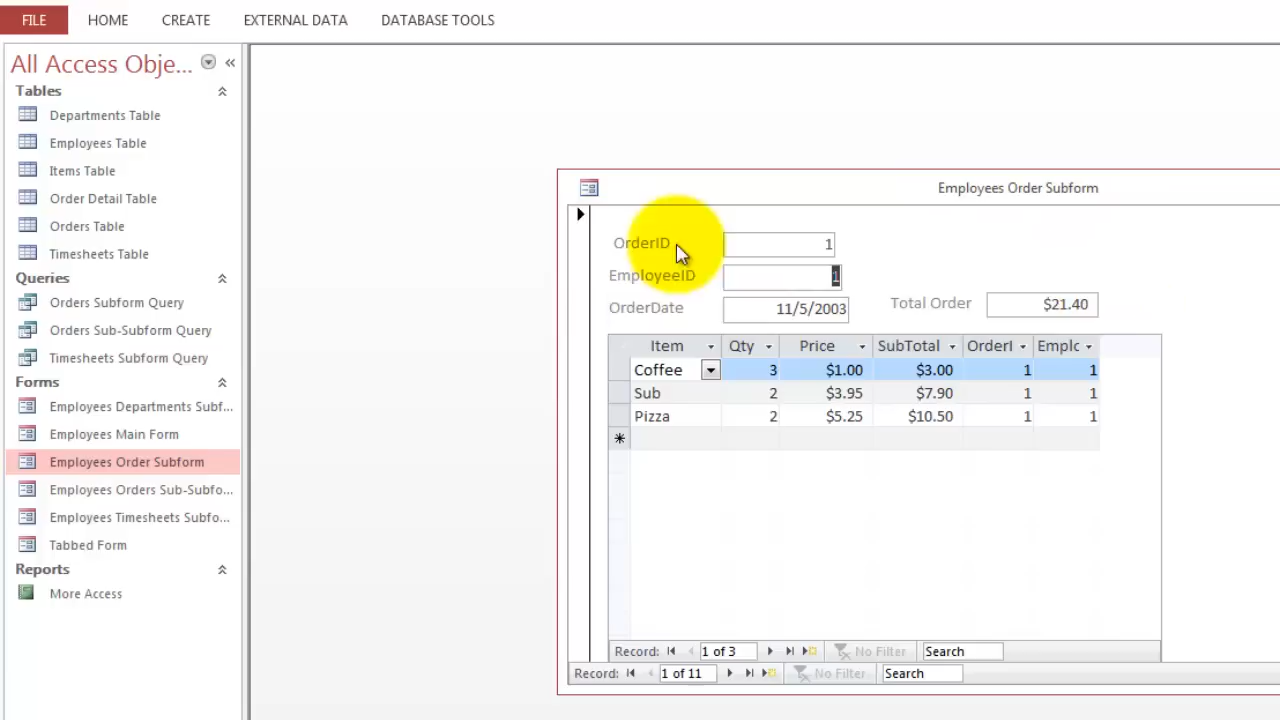 FILE HOME CREATE EXTERNAL DATA DATABASE TOOLS
All Access Obje...
Tables
Departments Table
Employees Table
Items Table
Order Detail Table
Orders Table
Timesheets Table
Queries
Orders Subform Query
Orders Sub-Subform Query
Timesheets Subform Query
Forms
Employees Departments Subf...
Employees Main Form
Employees Order Subform
Employees Orders Sub-Subfo...
Employees Timesheets Subfo...
Tabbed Form
Reports
More Access
Employees Order Subform
OrderID 1
EmployeeID 1
OrderDate 11/5/2003 Total Order $21.40
Item Qty Price SubTotal OrderI Emplc
Coffee 3 $1.00 $3.00 1 1
Sub 2 $3.95 $7.90 1 1
Pizza 2 $5.25 $10.50 1 1
Record: 1 of 3 No Filter Search
Record: 1 of 11 No Filter Search